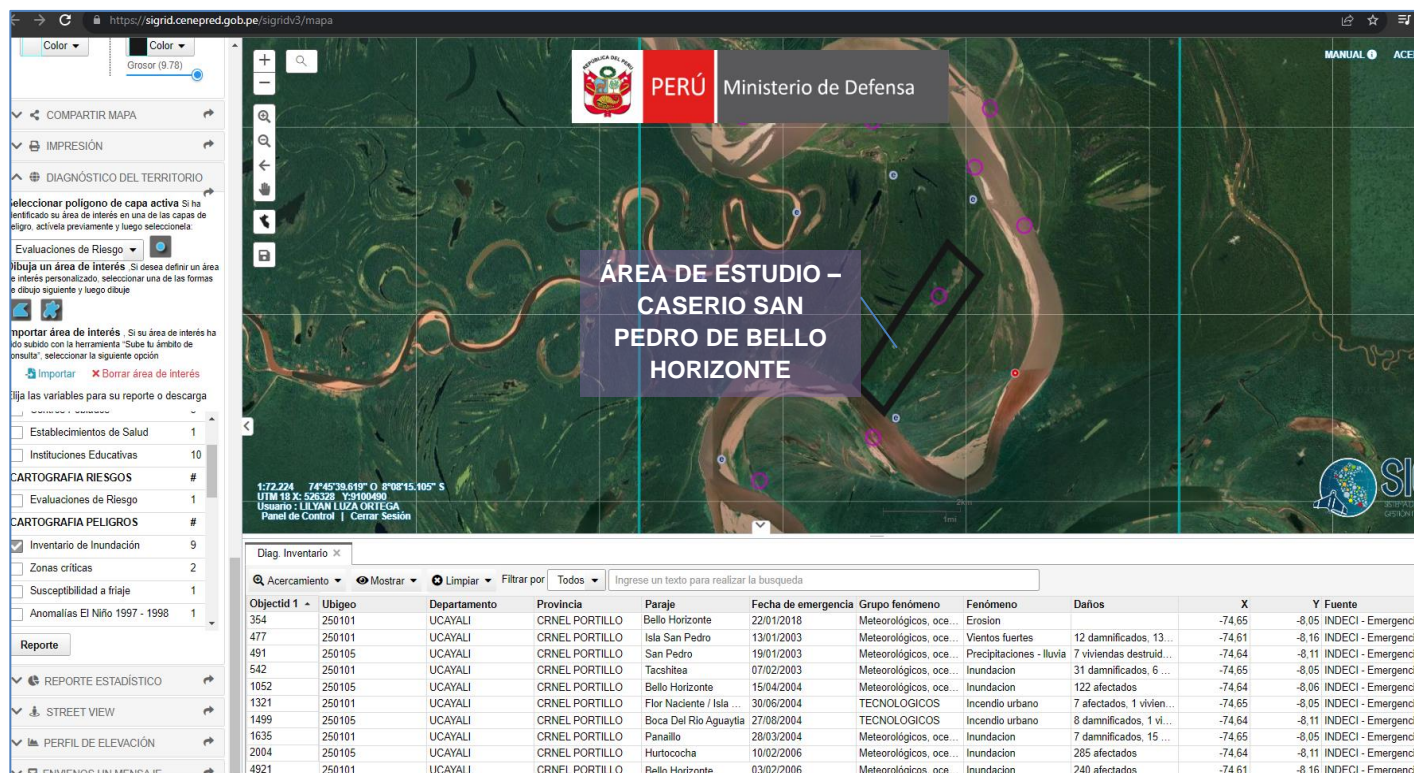 https://sigrid.cenepred.gob.pe/sigridv3/mapa
Color
Color
Grosor (9.78)
COMPARTIR MAPA
IMPRESIÓN
DIAGNÓSTICO DEL TERRITORIO
Seleccionar polígono de capa activa Si ha
identificado su área de interés en una de las capas de
peligro, actívela previamente y luego selecciónela:
Evaluaciones de Riesgo
Dibuja un área de interés ,Si desea definir un área
de interés personalizado, seleccionar una de las formas
de dibujo siguiente y luego dibuje
Importar área de interés , Si su área de interés ha
sido subido con la herramienta "Sube tu ámbito de
consulta", seleccionar la siguiente opción
Importar Borrar área de interés
Elija las variables para su reporte o descarga
Establecimientos de Salud 1
Instituciones Educativas 10
CARTOGRAFIA RIESGOS #
Evaluaciones de Riesgo 1
CARTOGRAFIA PELIGROS #
Inventario de Inundación 9
Zonas críticas 2
Susceptibilidad a friaje 1
Anomalías El Niño 1997 - 1998 1
Reporte
REPORTE ESTADÍSTICO
STREET VIEW
PERFIL DE ELEVACIÓN
ENVIENOS UN MENSAJE
REPÚBLICA DEL PERÚ
PERÚ Ministerio de Defensa
MANUAL ACE
ÁREA DE ESTUDIO –
CASERIO SAN
PEDRO DE BELLO
HORIZONTE
1:72.224 74°45'39.619" O 8°08'15.105" S
UTM 18 X: 526328 Y:9100490
Usuario : LILYAN LUZA ORTEGA
Panel de Control | Cerrar Sesión
1mi
SI
Diag. Inventario
Acercamiento Mostrar Limpiar Filtrar por Todos Ingrese un texto para realizar la busqueda
Objectid 1 Ubigeo Departamento Provincia Paraje Fecha de emergencia Grupo fenómeno Fenómeno Daños X Y Fuente
354 250101 UCAYALI CRNEL PORTILLO Bello Horizonte 22/01/2018 Meteorológicos, oce... Erosion -74,65 -8,05 INDECI - Emergenci
477 250101 UCAYALI CRNEL PORTILLO Isla San Pedro 13/01/2003 Meteorológicos, oce... Vientos fuertes 12 damnificados, 13... -74,61 -8,16 INDECI - Emergenci
491 250105 UCAYALI CRNEL PORTILLO San Pedro 19/01/2003 Meteorológicos, oce... Precipitaciones - lluvia 7 viviendas destruid... -74,64 -8,11 INDECI - Emergenci
542 250101 UCAYALI CRNEL PORTILLO Tacshitea 07/02/2003 Meteorológicos, oce... Inundacion 31 damnificados, 6 ... -74,65 -8,05 INDECI - Emergenci
1052 250105 UCAYALI CRNEL PORTILLO Bello Horizonte 15/04/2004 Meteorológicos, oce... Inundacion 122 afectados -74,64 -8,06 INDECI - Emergenci
1321 250101 UCAYALI CRNEL PORTILLO Flor Naciente / Isla ... 30/06/2004 TECNOLOGICOS Incendio urbano 7 afectados, 1 vivien... -74,65 -8,05 INDECI - Emergenci
1499 250105 UCAYALI CRNEL PORTILLO Boca Del Rio Aguaytia 27/08/2004 TECNOLOGICOS Incendio urbano 8 damnificados, 1 vi... -74,64 -8,11 INDECI - Emergenci
1635 250101 UCAYALI CRNEL PORTILLO Panaillo 28/03/2004 Meteorológicos, oce... Inundacion 7 damnificados, 15 ... -74,65 -8,05 INDECI - Emergenci
2004 250105 UCAYALI CRNEL PORTILLO Hurtococha 10/02/2006 Meteorológicos, oce... Inundacion 285 afectados -74,64 -8,11 INDECI - Emergenci
4921 250101 UCAYALI CRNEL PORTILLO Bello Horizonte 03/02/2006 Meteorológicos, oce... Inundacion 240 afectados -74,61 -8,16 INDECI - Emergenci